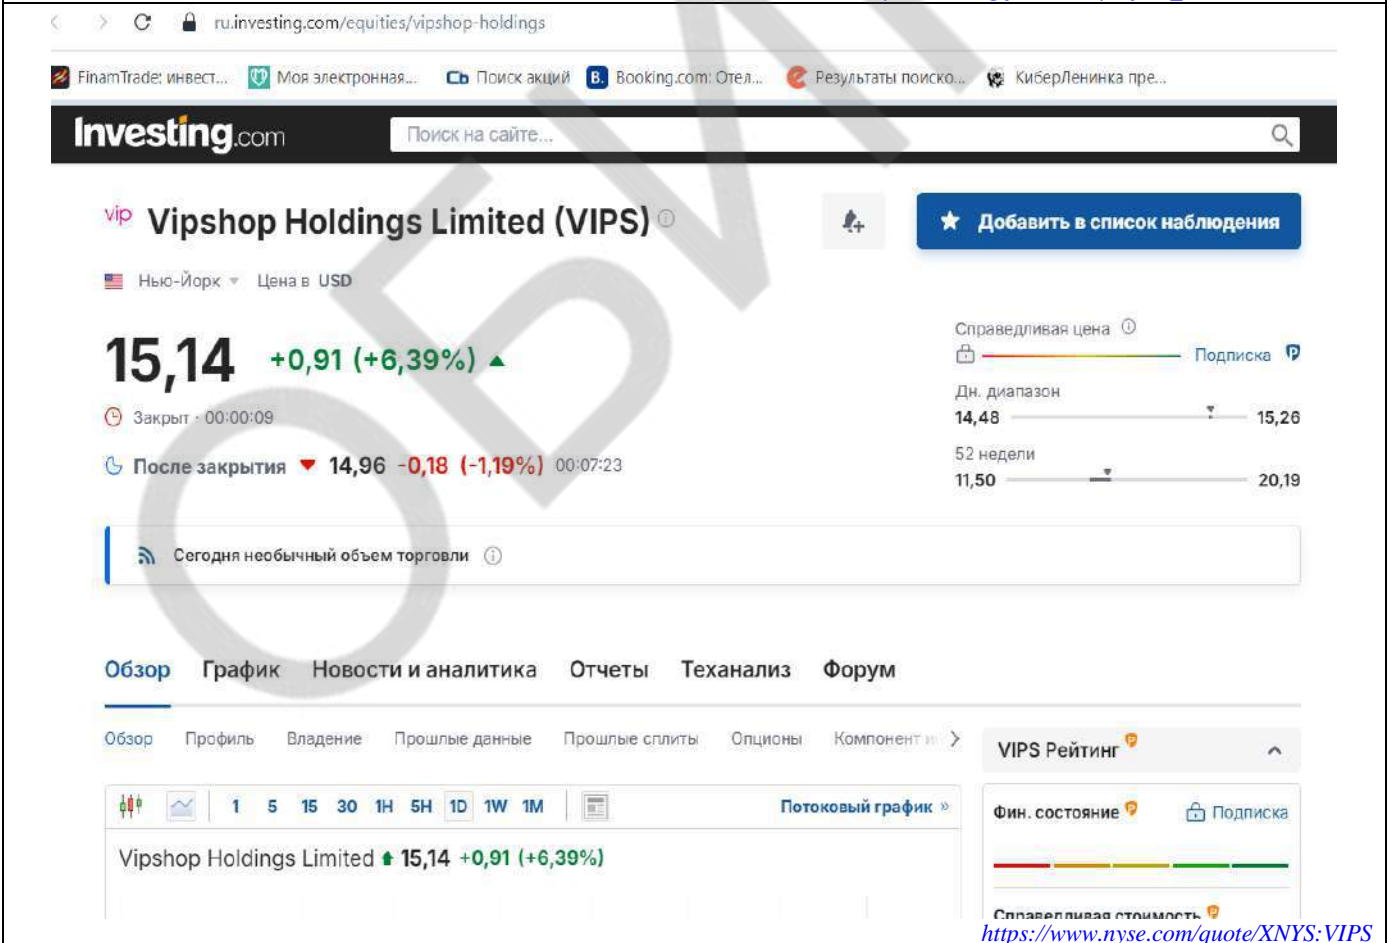 ru.investing.com/equities/vipshop-holdings
FinamTrade: инвест... Моя электронная... Сь Поиск акций B. Booking.com: Отел... Результаты поиско... КиберЛенинка пре...
Investing.com Поиск на сайте...
vip Vipshop Holdings Limited (VIPS) Добавить в список наблюдения
Нью-Йорк Цена в USD
15,14 +0,91 (+6,39%)
Закрыт · 00:00:09
После закрытия 14,96 -0,18 (-1,19%) 00:07:23
Справедливая цена
Подписка
Дн. диапазон
14,48 15,26
52 недели
11,50 20,19
Сегодня необычный объем торговли
Обзор График Новости и аналитика Отчеты Теханализ Форум
Обзор Профиль Владение Прошлые данные Прошлые сплиты Опционы Компонент
1 5 15 30 1H 5H 1D 1W 1M Потоковый график »
Vipshop Holdings Limited 15,14 +0,91 (+6,39%)
VIPS Рейтинг
Фин. состояние Подписка
Справедливая стоимость
https://www.nyse.com/quote/XNYS:VIPS